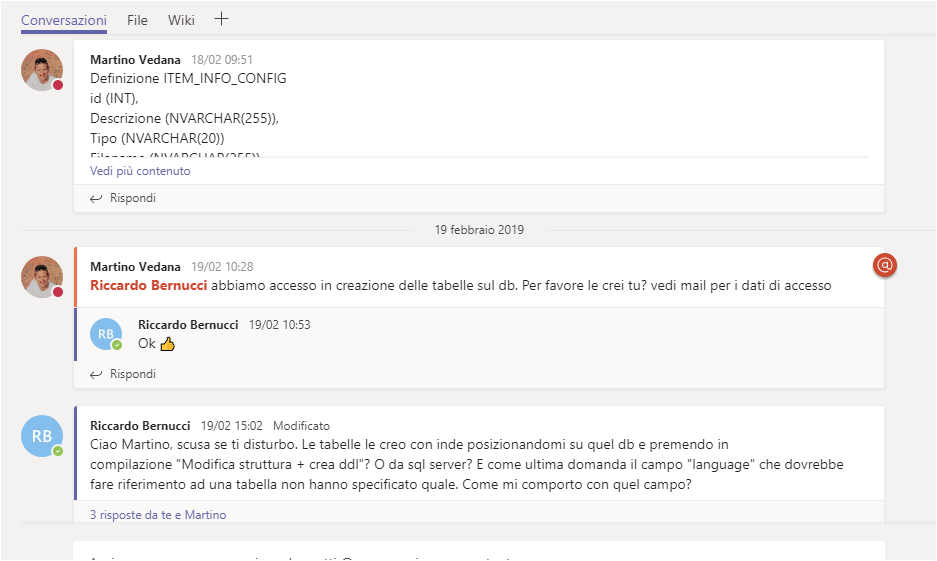 Conversazioni File Wiki +
Martino Vedana 18/02 09:51
Definizione ITEM_INFO_CONFIG
id (INT),
Descrizione (NVARCHAR(255)),
Tipo (NVARCHAR(20))
Filename (NVARCHAR(255))
Vedi più contenuto
Rispondi
19 febbraio 2019
Martino Vedana 19/02 10:28
@
Riccardo Bernucci abbiamo accesso in creazione delle tabelle sul db. Per favore le crei tu? vedi mail per i dati di accesso
RB
Riccardo Bernucci 19/02 10:53
Ok 👍
Rispondi
RB
Riccardo Bernucci 19/02 15:02 Modificato
Ciao Martino, scusa se ti disturbo. Le tabelle le creo con inde posizionandomi su quel db e premendo in
compilazione "Modifica struttura + crea ddl"? O da sql server? E come ultima domanda il campo "language" che dovrebbe
fare riferimento ad una tabella non hanno specificato quale. Come mi comporto con quel campo?
3 risposte da te e Martino